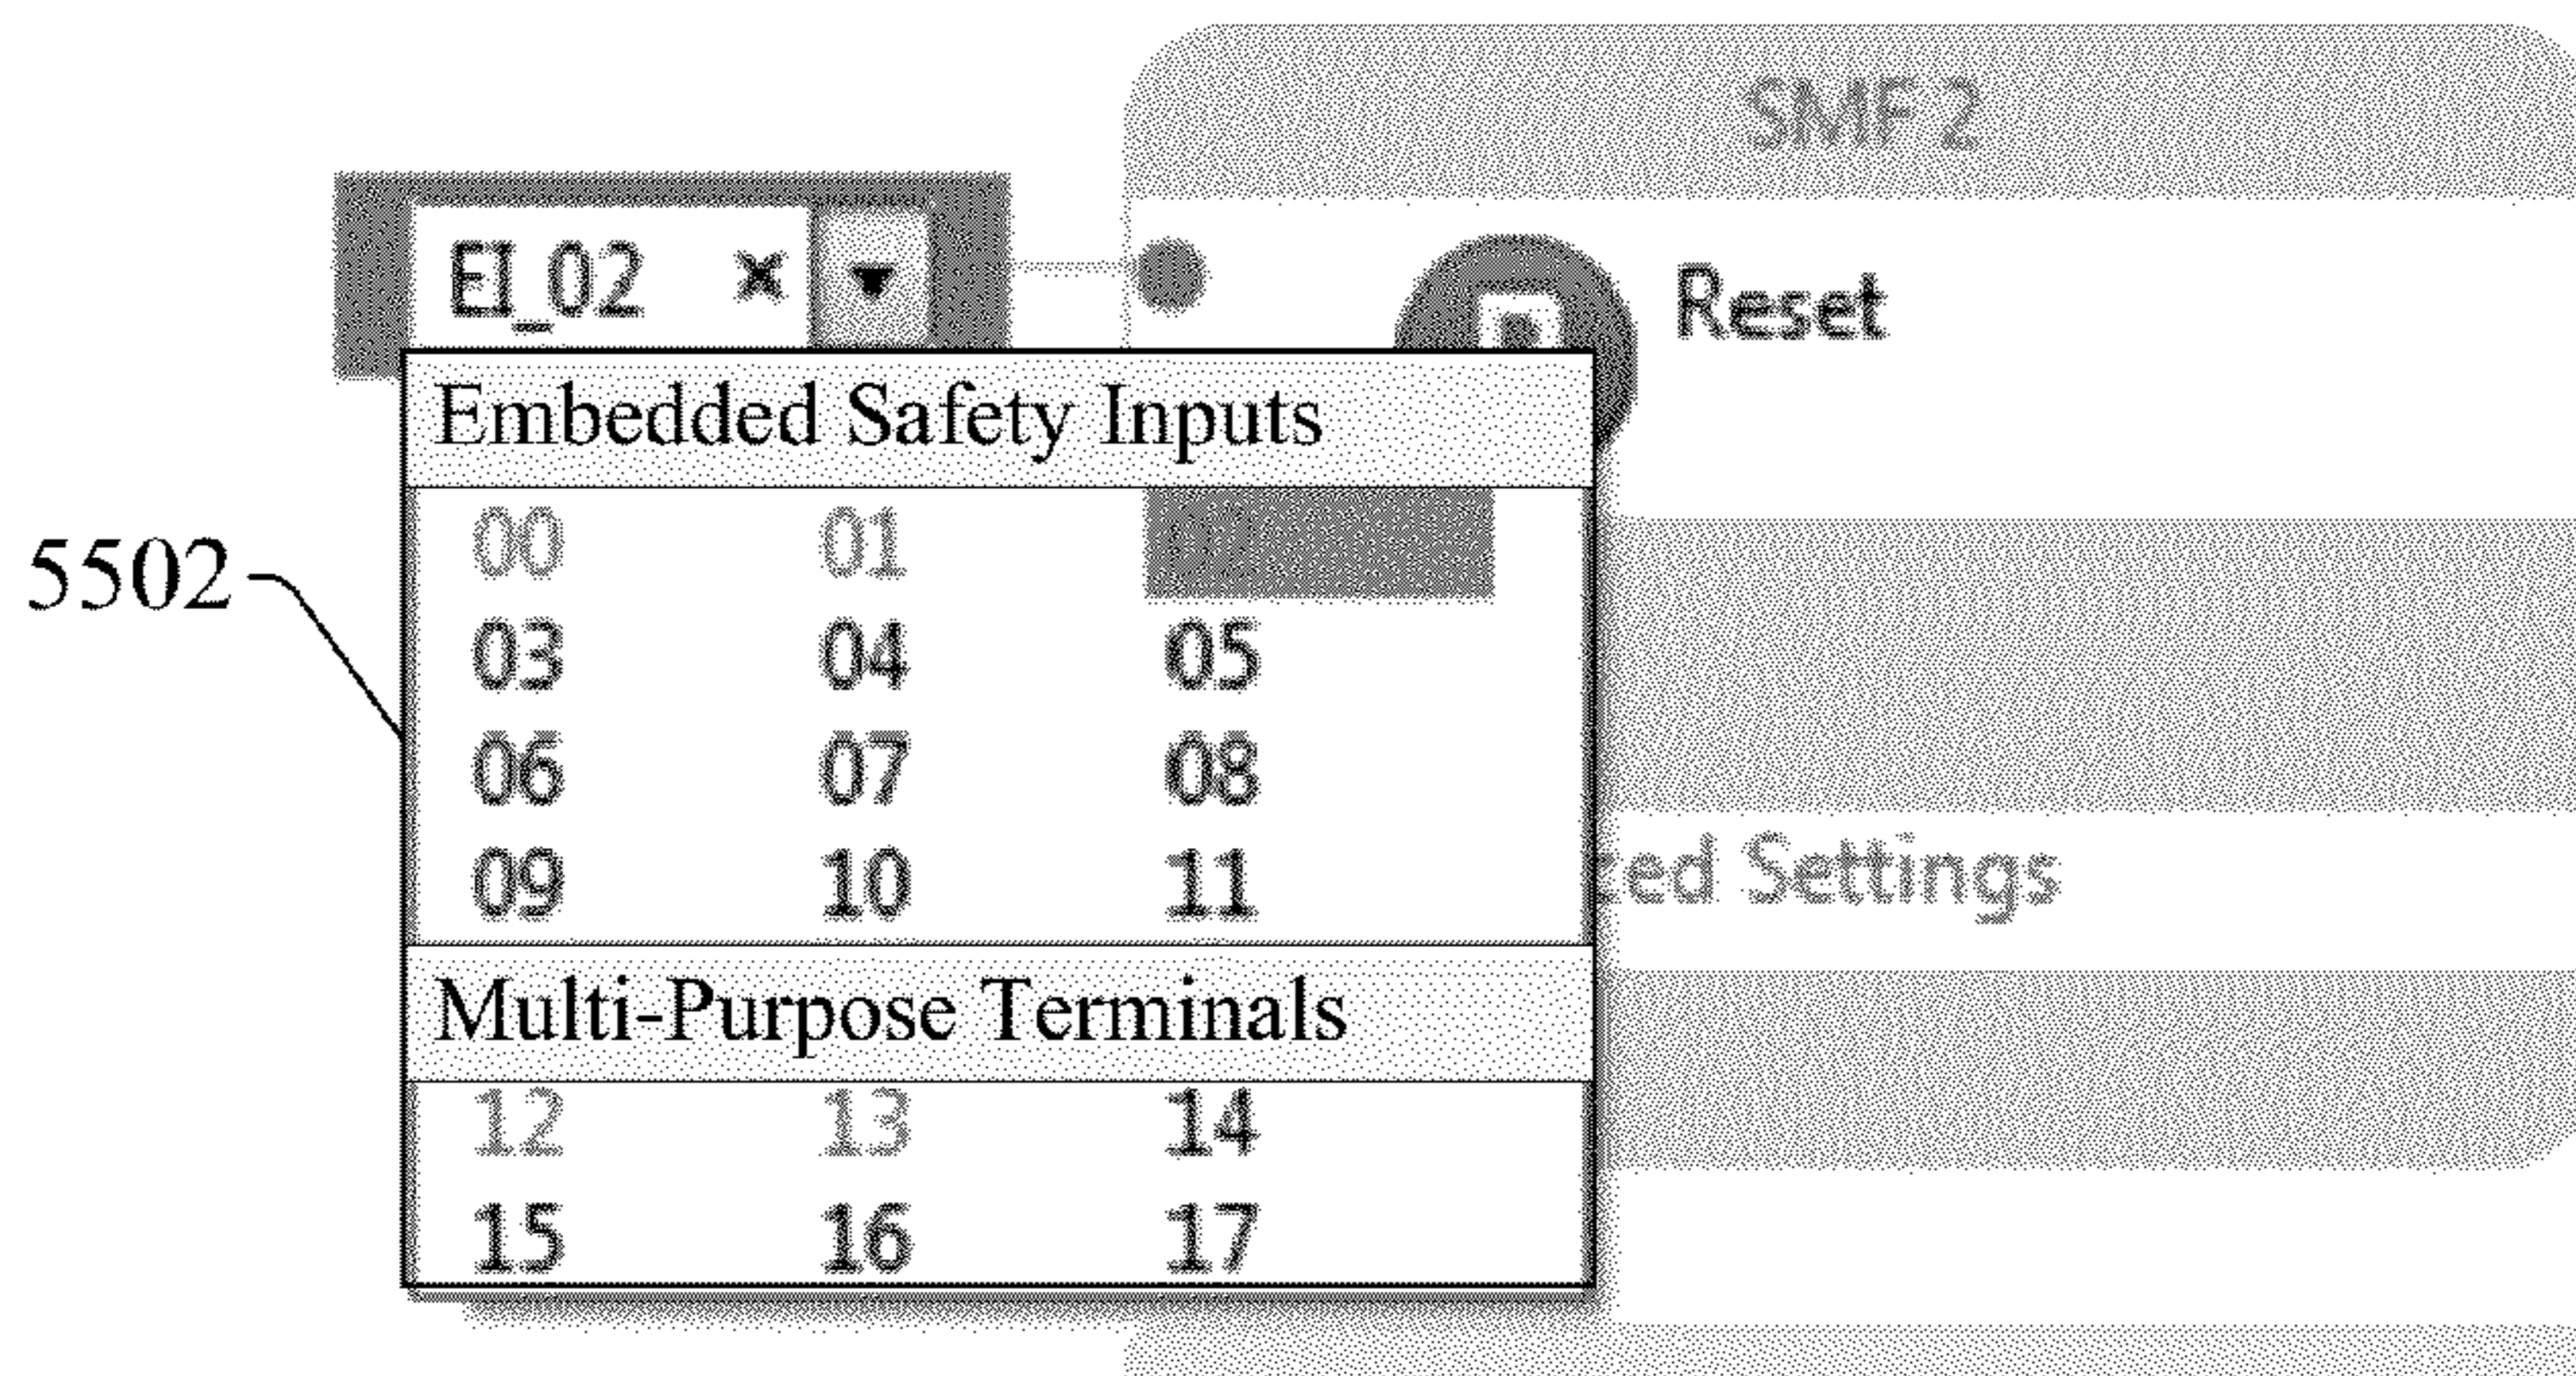 SMF 2
EI_02 x
Reset
Embedded Safety Inputs
00 01 02
5502
03 04 05
06 07 08
09 10 11
zed Settings
Multi-Purpose Terminals
12 13 14
15 16 17